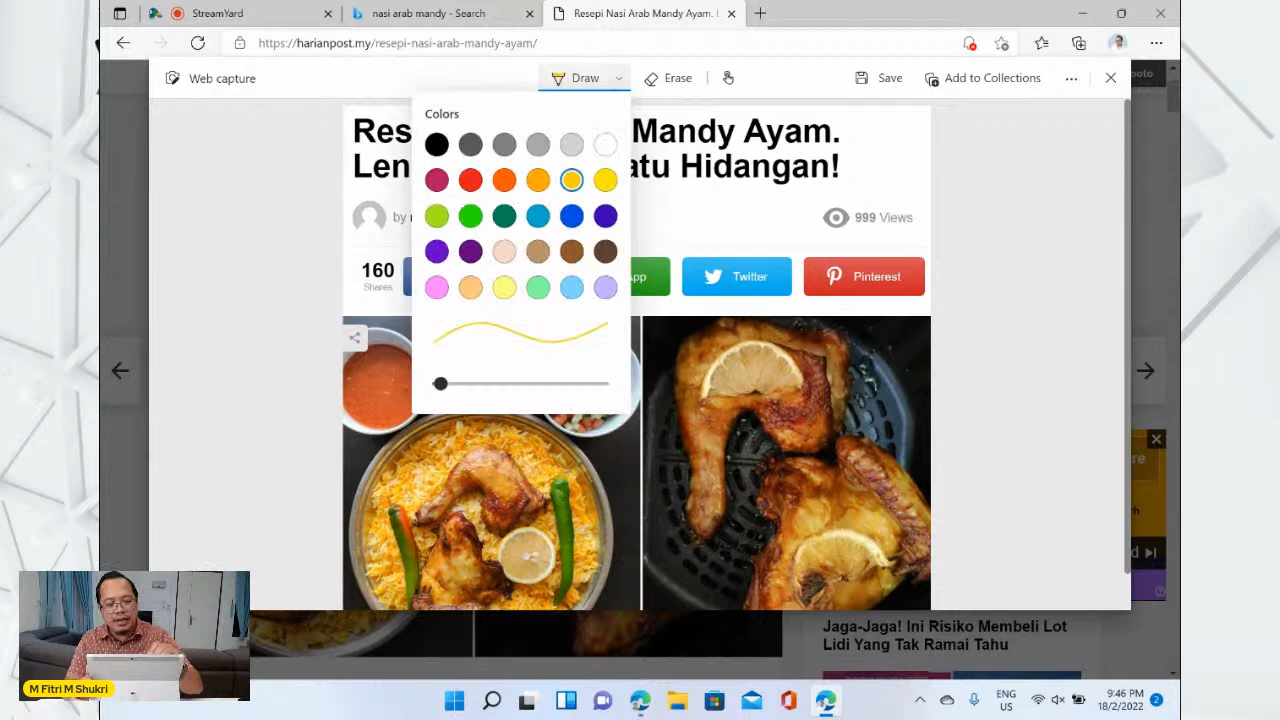 StreamYard
nasi arab mandy - Search
Resepi Nasi Arab Mandy Ayam. L
https://harianpost.my/resepi-nasi-arab-mandy-ayam/
Web capture
Draw
Erase
Save
Add to Collections
oto
Colors
Res Mandy Ayam.
Len atu Hidangan!
by
999 Views
160
Shares
App
Twitter
Pinterest
Jaga-Jaga! Ini Risiko Membeli Lot
Lidi Yang Tak Ramai Tahu
M Fitri M Shukri
ENG
US
9:46 PM
18/2/2022
2